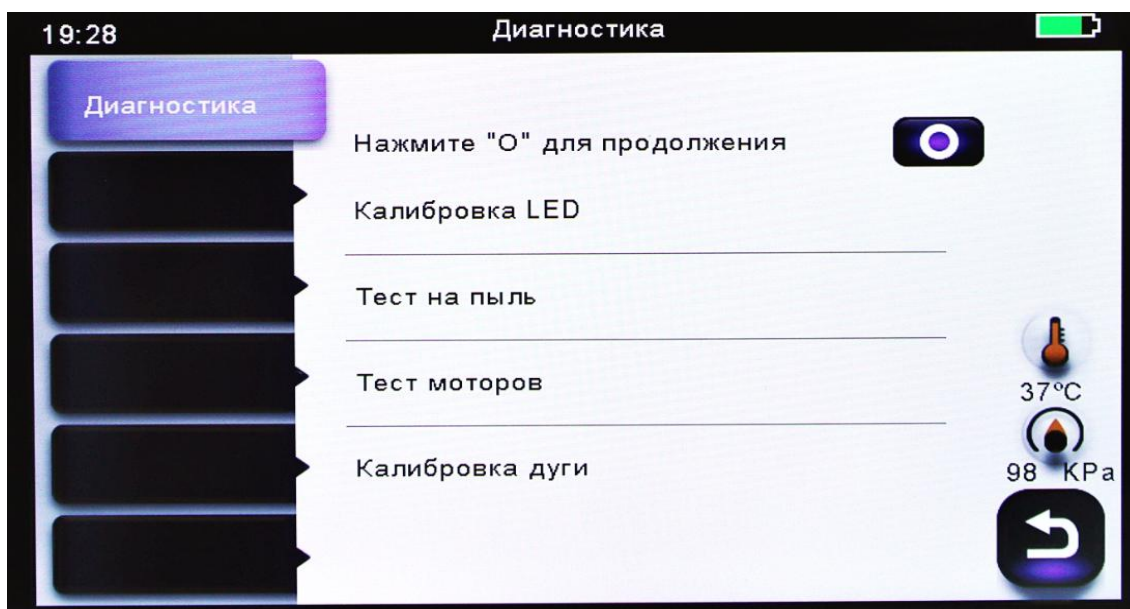 19:28
Диагностика
Диагностика
Нажмите "О" для продолжения
Калибровка LED
Тест на пыль
Тест моторов
Калибровка дуги
37°C
98 KPa